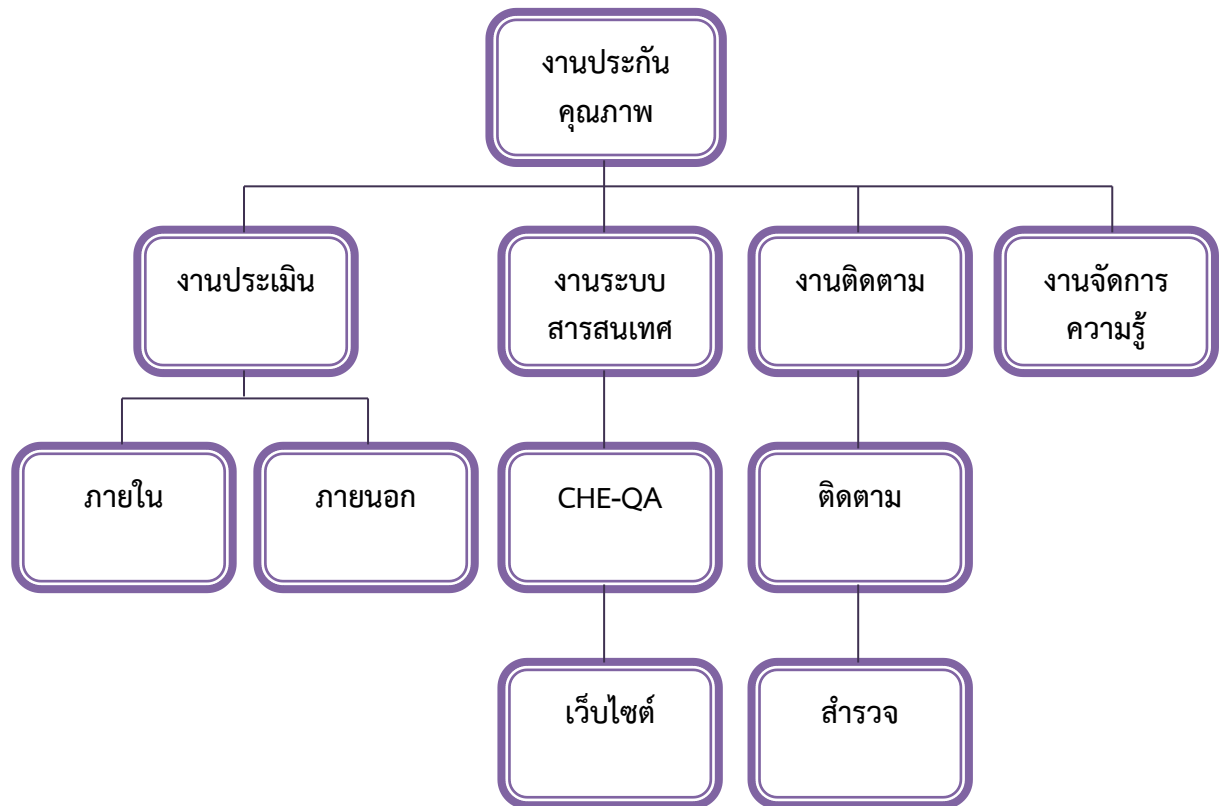 งานประกัน
คุณภาพ
งานประเมิน
งานระบบ
สารสนเทศ
งานติดตาม
งานจัดการ
ความรู้
ภายใน
ภายนอก
CHE-QA
ติดตาม
เว็บไซต์
สำรวจ